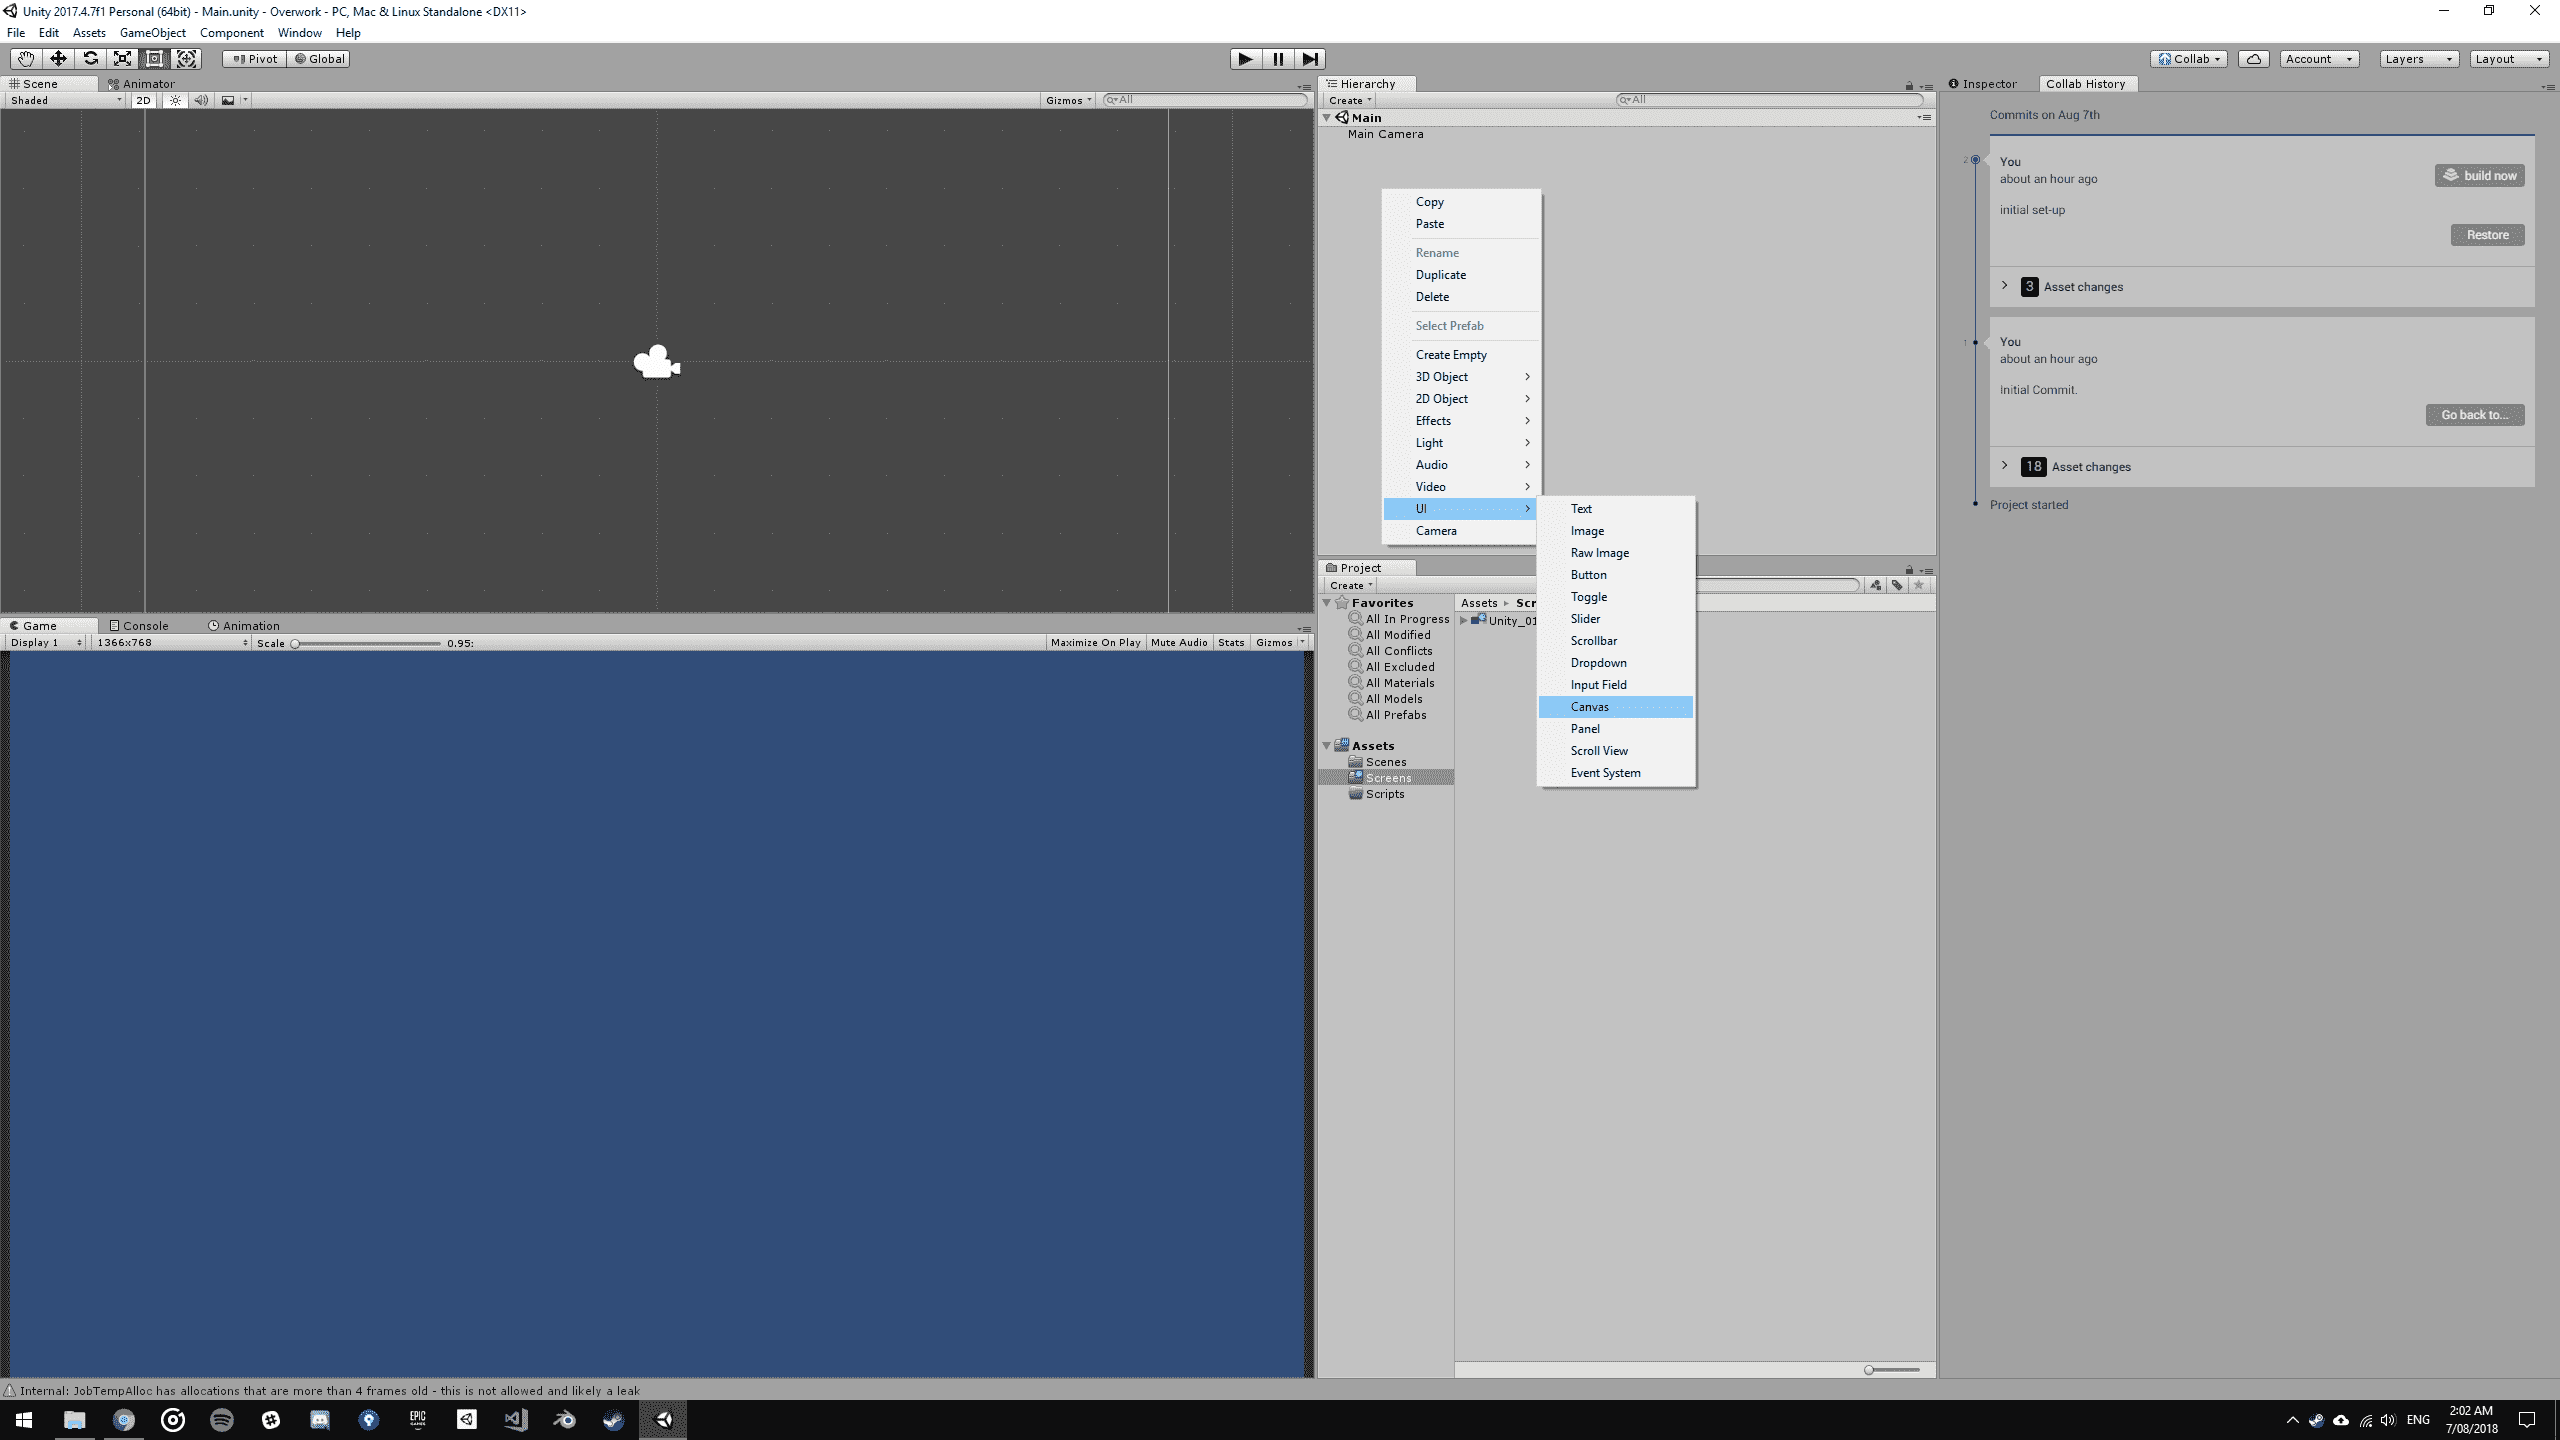 Unity 2017.4.7f1 Personal (64bit) - Main.unity - Overwork - PC, Mac & Linux Standalone <DX11>
File Edit Assets GameObject Component Window Help
Pivot Global
Collab Account Layers Layout
Scene Animator
Shaded 2D Gizmos All
Hierarchy
Create All
Main
Main Camera
Copy
Paste
Rename
Duplicate
Delete
Select Prefab
Create Empty
3D Object
2D Object
Effects
Light
Audio
Video
UI
Camera
Text
Image
Raw Image
Button
Toggle
Slider
Scrollbar
Dropdown
Input Field
Canvas
Panel
Scroll View
Event System
Inspector Collab History
Commits on Aug 7th
2
You
about an hour ago
build now
initial set-up
Restore
3 Asset changes
1
You
about an hour ago
Initial Commit.
Go back to...
18 Asset changes
Project started
Game Console Animation
Display 1 1366x768 Scale 0.95: Maximize On Play Mute Audio Stats Gizmos
Project
Create
Favorites
All In Progress
All Modified
All Conflicts
All Excluded
All Materials
All Models
All Prefabs
Assets
Scenes
Screens
Scripts
Assets Scr
Unity_01
Internal: JobTempAlloc has allocations that are more than 4 frames old - this is not allowed and likely a leak
EPIC
GAMES
ENG
2:02 AM
7/08/2018